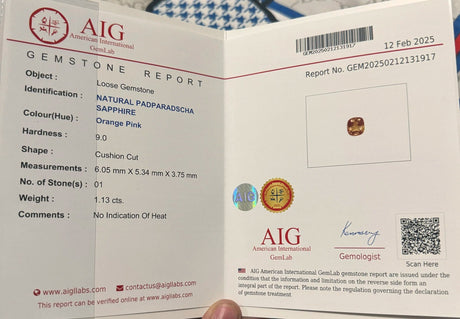 AIG
American International
GemLab
GEMSTONE REPORT
Object : Loose Gemstone
Identification : NATURAL PADPARADSCHA
SAPPHIRE
Colour(Hue) : Orange Pink
Hardness : 9.0
Shape : Cushion Cut
Measurements : 6.05 mm X 5.34 mm X 3.75 mm
No. of Stone(s) : 01
Weight : 1.13 cts.
Comments : No Indication Of Heat
www.aigllabs.com contactus@aiglabs.com
This report can be verified online at www.aiglabs.com
GEM20250212131917
12 Feb 2025
Report No. GEM20250212131917
AIG
AIG
American International
GemLab
Gemologist
Scan Here
AIG American International GemLab gemstone report are issued under the
condition that the information and limitation on the reverse side form an
integral part of the report. Please note the regulation governing the declaration
of gemstone treatment